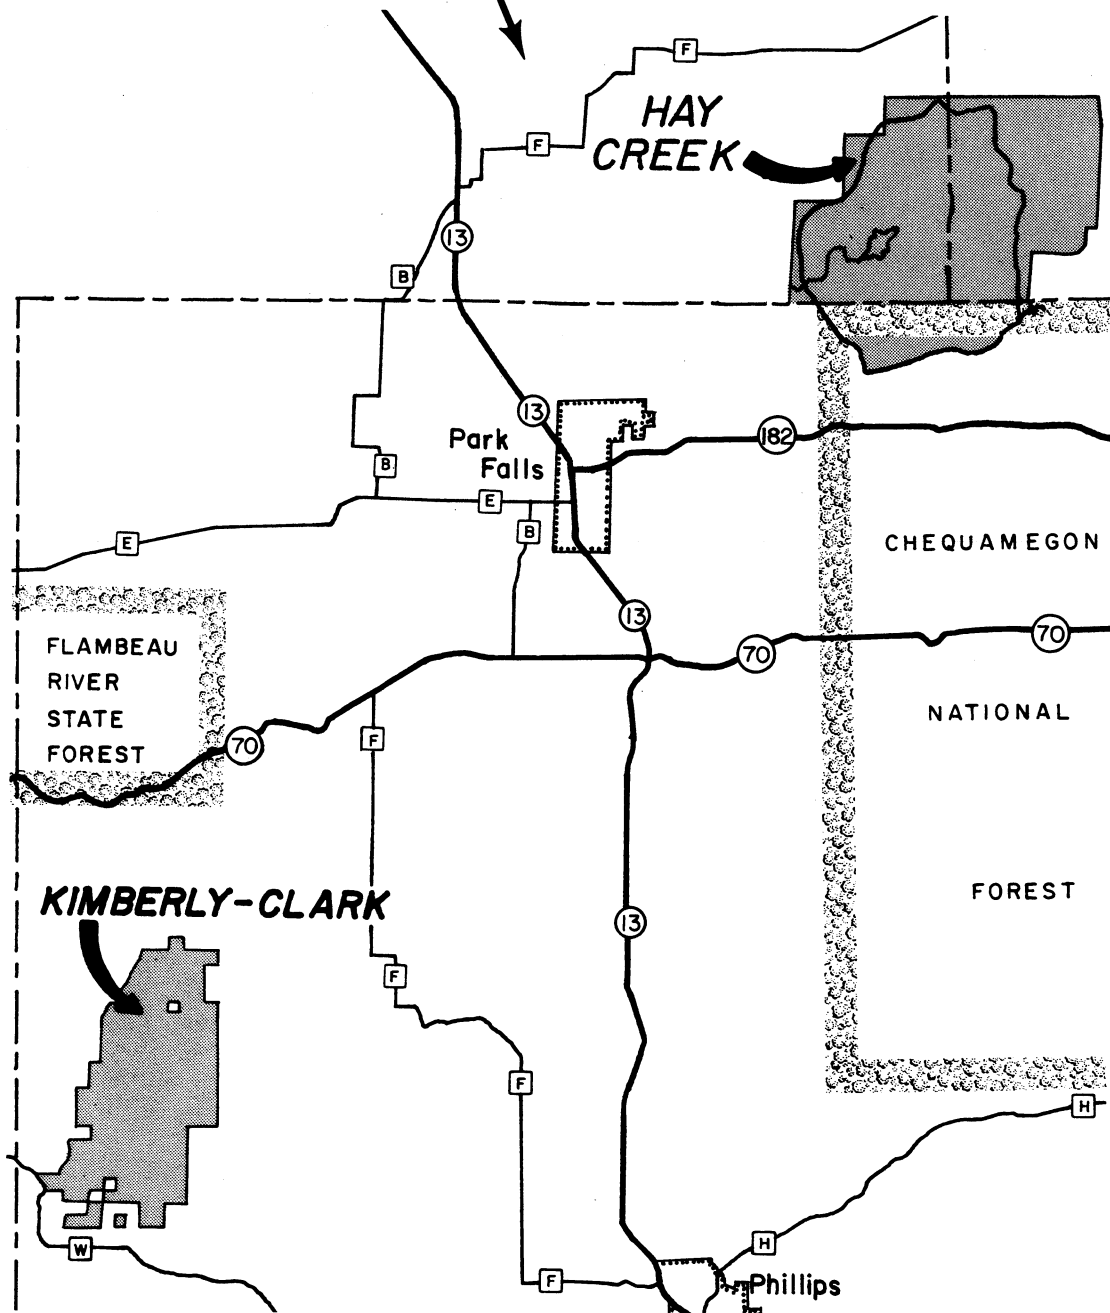 F
HAY
CREEK
F
13
B
13
182
Park
Falls
B
E
B
E
CHEQUAMEGON
13
70
70
FLAMBEAU
RIVER
STATE
FOREST
NATIONAL
70
F
KIMBERLY-CLARK
FOREST
13
F
F
H
W
H
F
Phillips